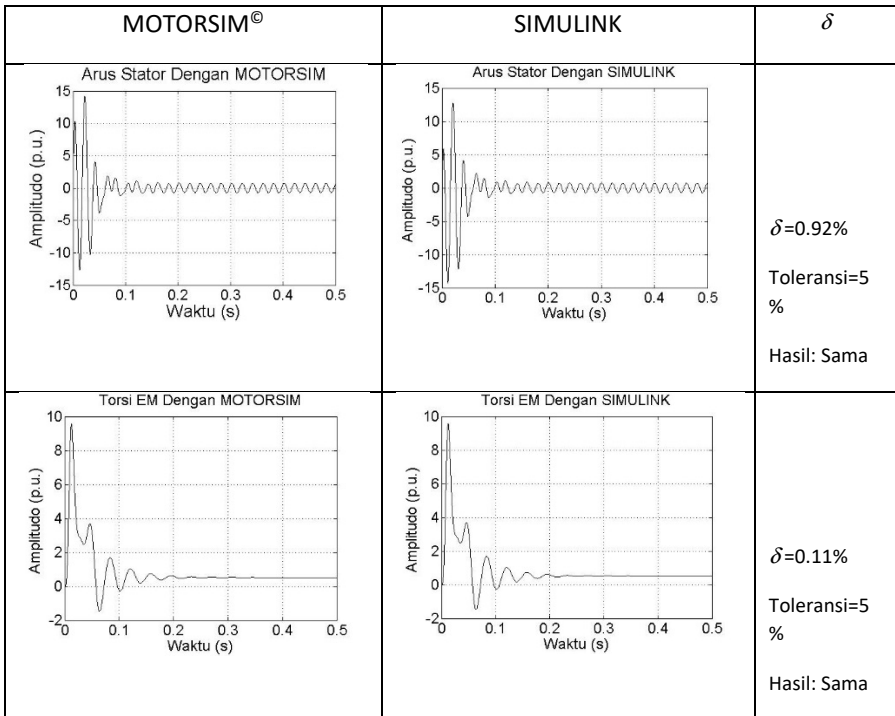 MOTORSIM©
SIMULINK
δ
Arus Stator Dengan MOTORSIM
Amplitudo (p.u.)
15
10
5
0
-5
-10
-15
0
0.1
0.2
0.3
0.4
0.5
Waktu (s)
Arus Stator Dengan SIMULINK
Amplitudo (p.u.)
15
10
5
0
-5
-10
-15
0
0.1
0.2
0.3
0.4
0.5
Waktu (s)
δ=0.92%
Toleransi=5
%
Hasil: Sama
Torsi EM Dengan MOTORSIM
Amplitudo (p.u.)
10
8
6
4
2
0
-2
0
0.1
0.2
0.3
0.4
0.5
Waktu (s)
Torsi EM Dengan SIMULINK
Amplitudo (p.u.)
10
8
6
4
2
0
-2
0
0.1
0.2
0.3
0.4
0.5
Waktu (s)
δ=0.11%
Toleransi=5
%
Hasil: Sama